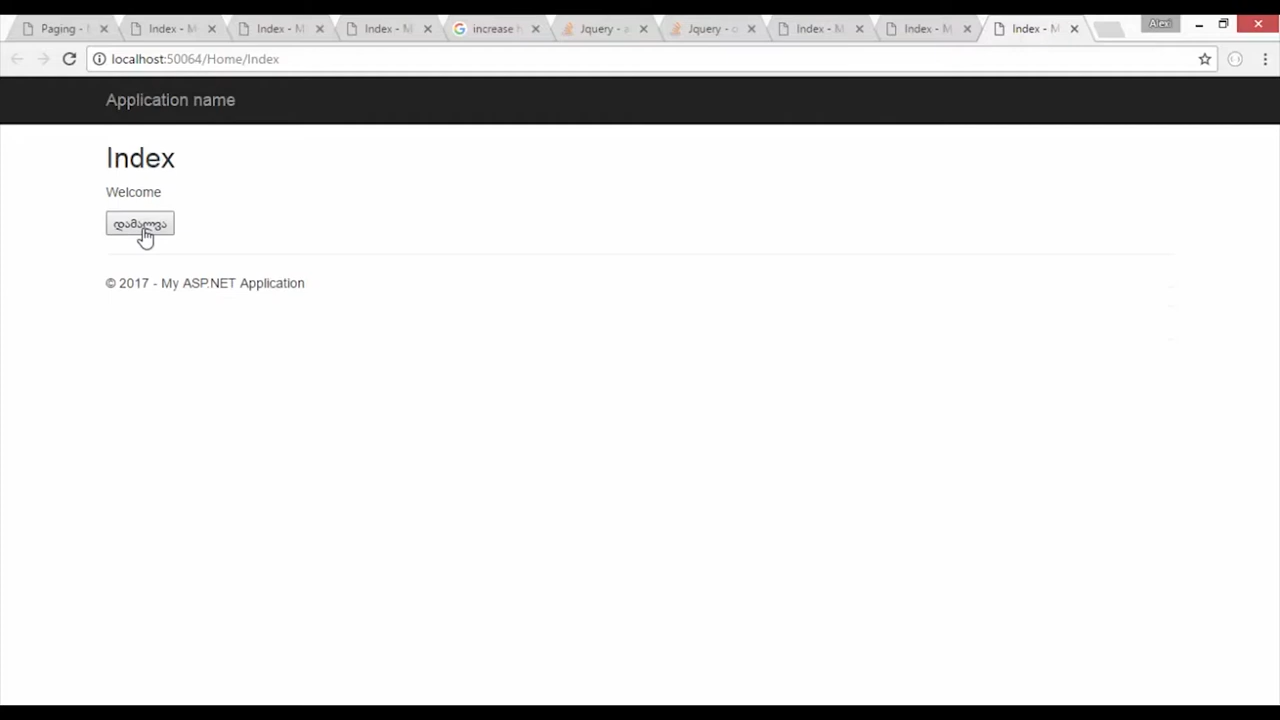 Paging - Index - M Index - M Index - M increase Jquery - Jquery - Index - M Index - M Index - M Alexi
localhost:50064/Home/Index
Application name
Index
Welcome
დამალვა
© 2017 - My ASP.NET Application